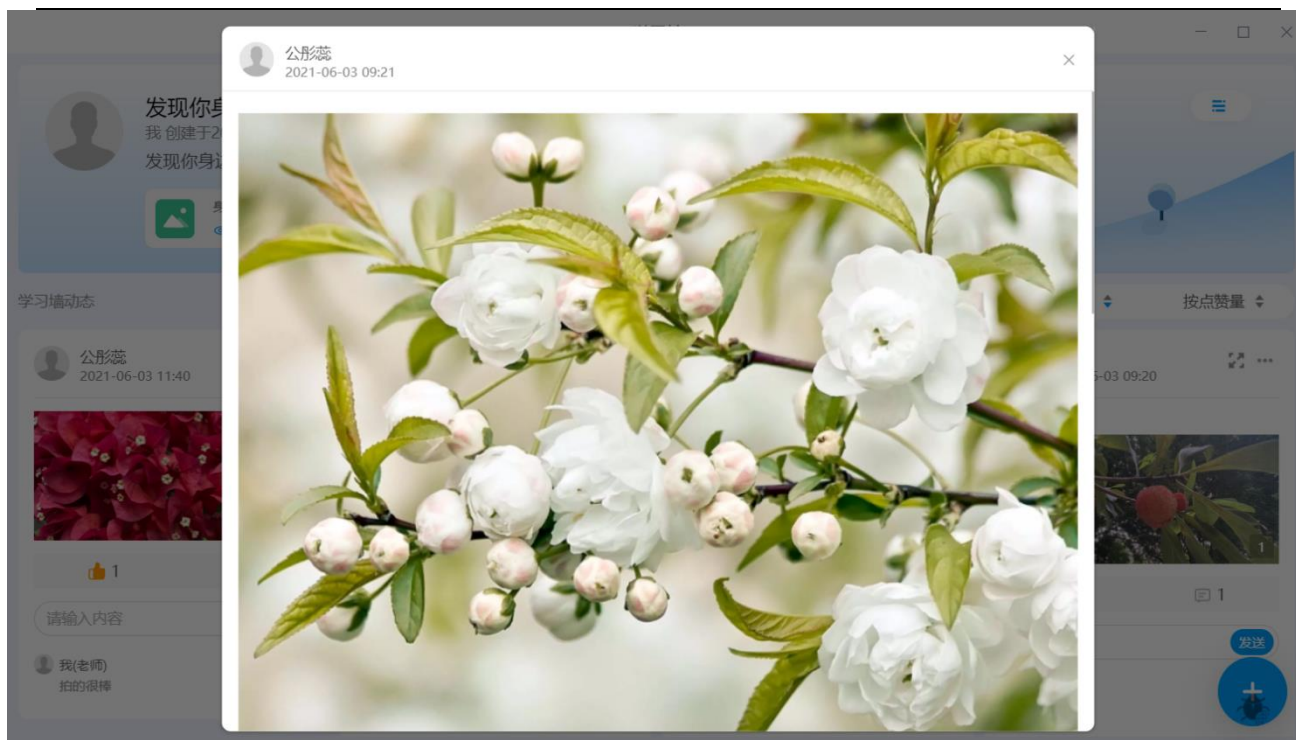 公彤蕊
2021-06-03 09:21
发现你身
我 创建于2
发现你身边
学习墙动态
按点赞量
公彤蕊
2021-06-03 11:40
-03 09:20
1
1
1
请输入内容
发送
我(老师)
拍的很棒